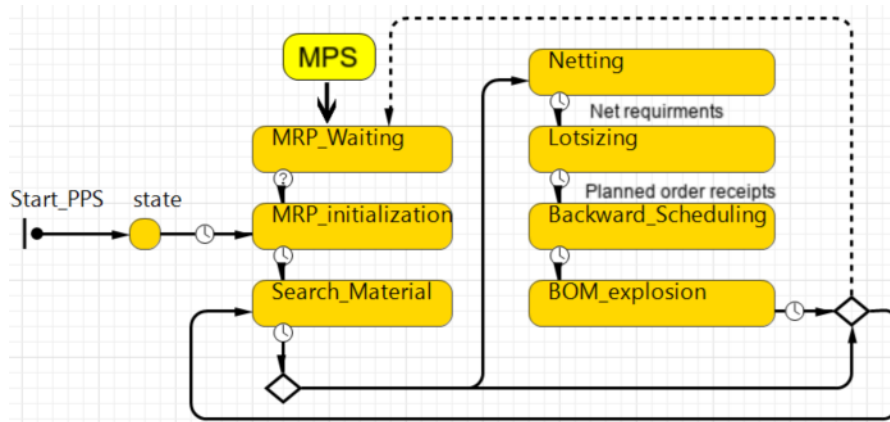 MPS
MRP_Waiting
?
Start_PPS
state
MRP_initialization
Search_Material
Netting
Net requirments
Lotsizing
Planned order receipts
Backward_Scheduling
BOM_explosion